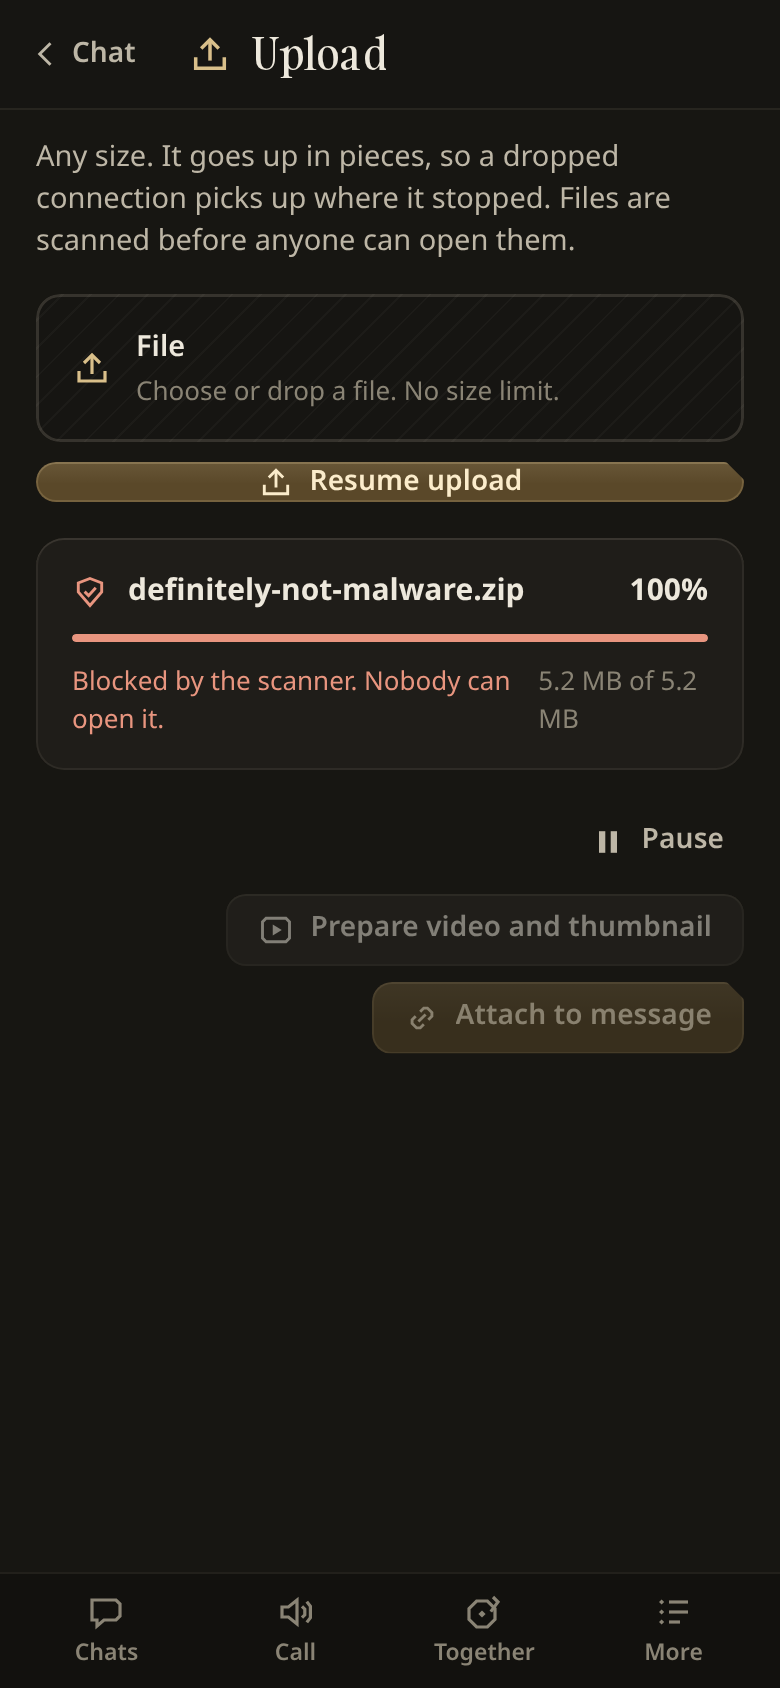 Chat
Upload
Any size. It goes up in pieces, so a dropped
connection picks up where it stopped. Files are
scanned before anyone can open them.
File
Choose or drop a file. No size limit.
Resume upload
definitely-not-malware.zip 100%
Blocked by the scanner. Nobody can
open it.
5.2 MB of 5.2
MB
Pause
Prepare video and thumbnail
Attach to message
Chats
Call
Together
More